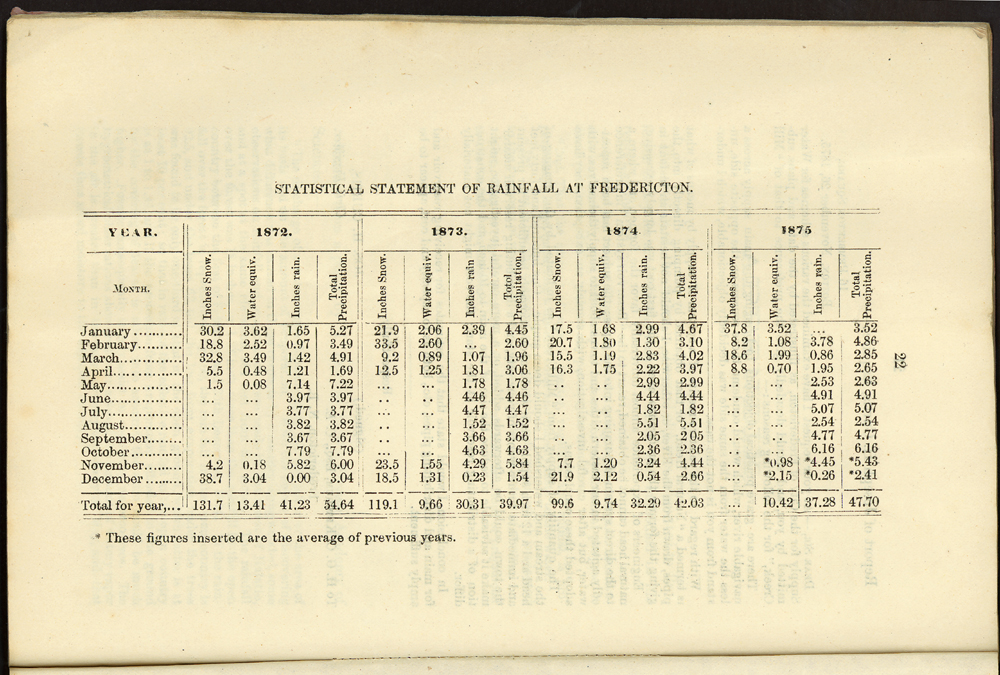 STATISTICAL STATEMENT OF RAINFALL AT FREDERICTON.
YEAR. 1872. 1873. 1874 1875
MONTH. Inches Snow. Water equiv. Inches rain. Total Precipitation. Inches Snow. Water equiv. Inches rain Totol Precipitation. Inches Snow. Water equiv. Inches rain. Total Precipitation. Inches Snow. Water equiv. Inches rain. Total Precipitation.
January............ 30.2 3.62 1.65 5.27 21.9 2.06 2.39 4.45 17.5 1 68 2.99 4.67 37.8 3.52 ... 3.52
February.......... 18.8 2.52 0.97 3.49 33.5 2.60 ... 2.60 20.7 1.80 1.30 3.10 8.2 1.08 3.78 4.86
March.............. 32.8 3.49 1.42 4.91 9.2 0.89 1.07 1.96 15.5 1.19 2.83 4.02 18.6 1.99 0.86 2.85
April................ 5.5 0.48 1.21 1.69 12.5 1.25 1.81 3.06 16.3 1.75 2.22 3.97 8.8 0.70 1.95 2.65
May................. 1.5 0.08 7.14 7.22 ... ... 1.78 1.78 .. .. 2.99 2.99 .. ... 2.53 2.63
June................ ... ... 3.97 3.97 .. .. 4.46 4.46 ... .. 4.44 4.44 .. ... 4.91 4.91
July................. ... ... 3.77 3.77 ... ... 4.47 4.47 ... .. 1.82 1.82 ... ... 5.07 5.07
August............. ... ... 3.82 3.82 .. ... 1.52 1.52 ... ... 5.51 5.51 .. ... 2.54 2.54
September........ ... ... 3.67 3.67 .. ... 3.66 3.66 .. .. 2.05 2 05 .. .. 4.77 4.77
October............ ... ... 7.79 7.79 ... ... 4.63 4.63 ... .. 2.36 2.36 .. ... 6.16 6.16
November......... 4.2 0.18 5.82 6.00 23.5 1.55 4.29 5.84 7.7 1.20 3.24 4.44 ... *0.98 *4.45 *5.43
December ......... 38.7 3.04 0.00 3.04 18.5 1.31 0.23 1.54 21.9 2.12 0.54 2.66 ... *2.15 *0.26 *2.41
Total for year,... 131.7 13.41 41.23 54.64 119.1 9.66 30.31 39.97 99.6 9.74 32.29 42.03 ... 10.42 37.28 47.70
* These figures inserted are the average of previous years.
22